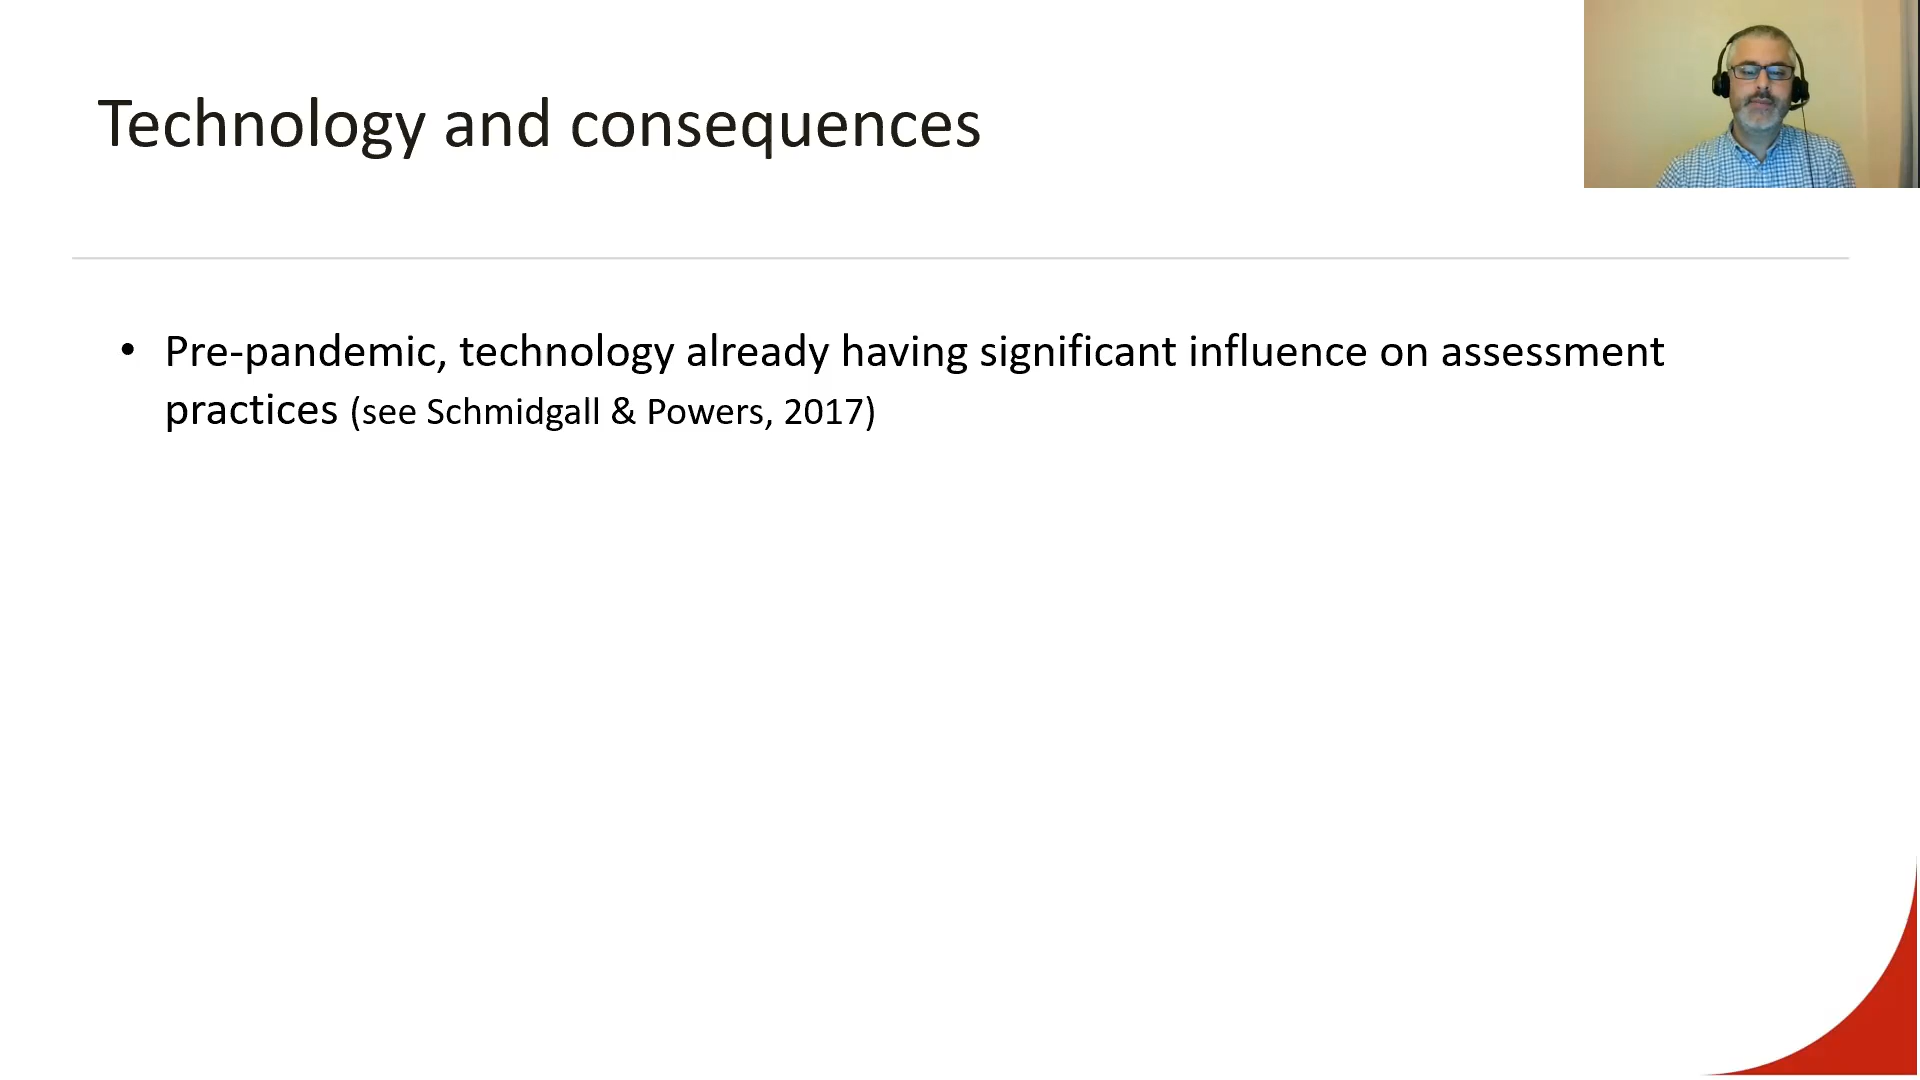 Technology and consequences
• Pre-pandemic, technology already having significant influence on assessment
practices (see Schmidgall & Powers, 2017)